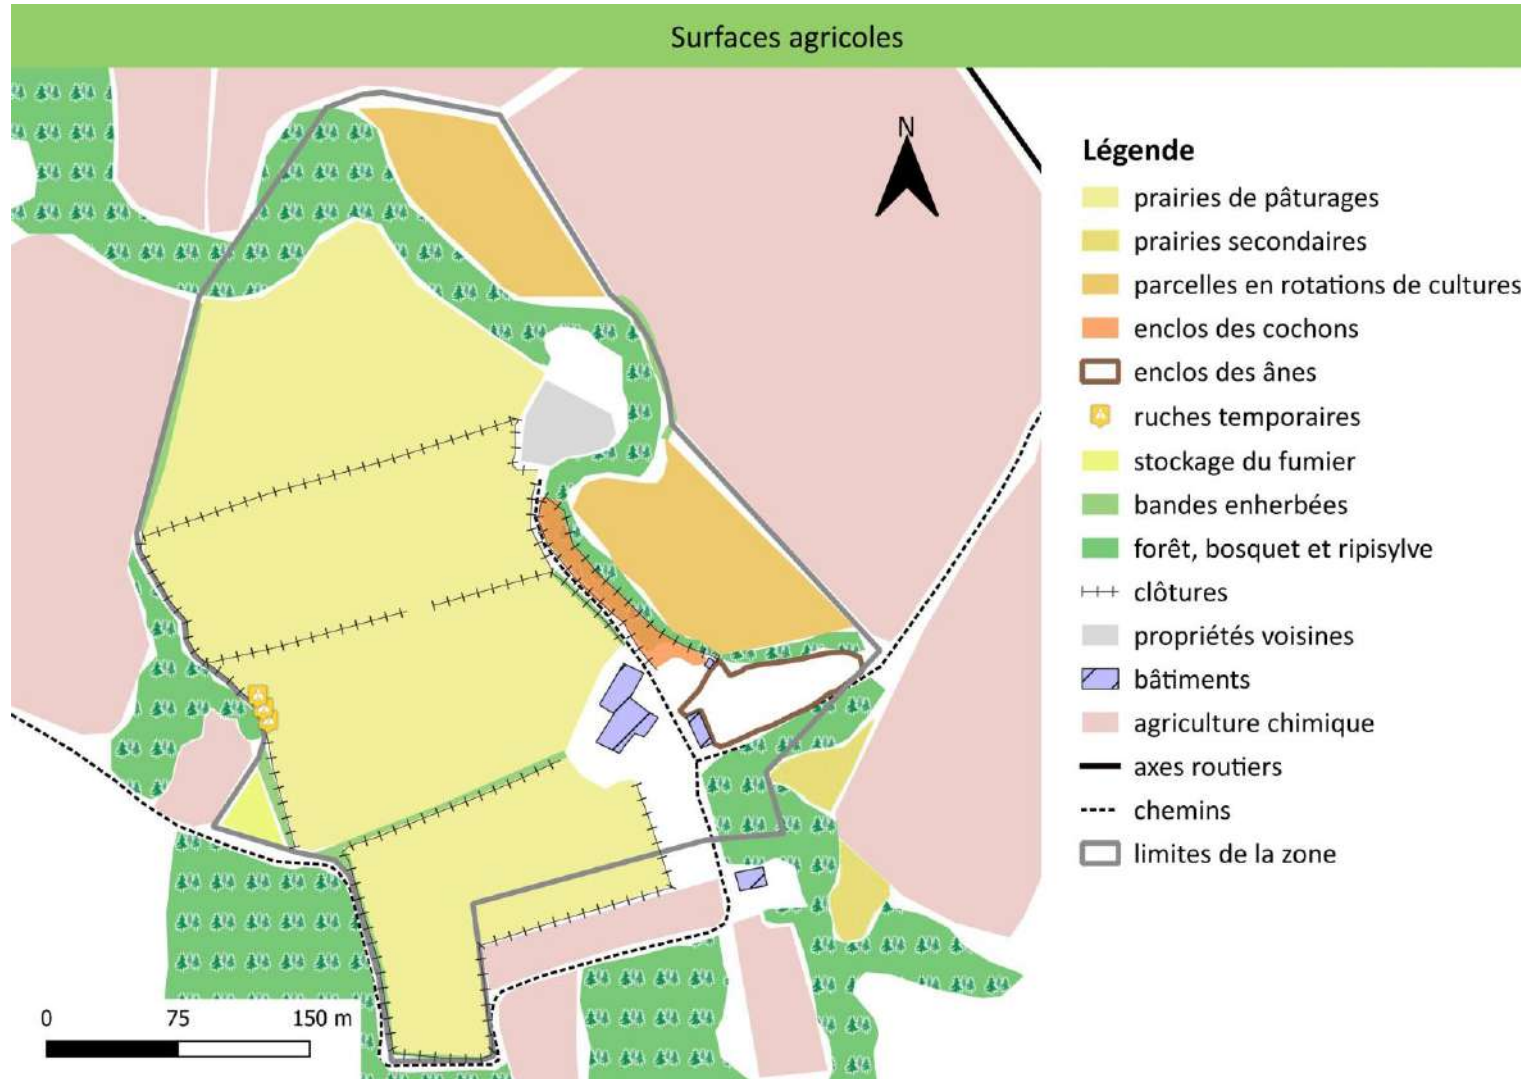 Surfaces agricoles
N
Légende
prairies de pâturages
prairies secondaires
parcelles en rotations de cultures
enclos des cochons
enclos des ânes
ruches temporaires
stockage du fumier
bandes enherbées
forêt, bosquet et ripisylve
clôtures
propriétés voisines
bâtiments
agriculture chimique
axes routiers
chemins
limites de la zone
0 75 150 m